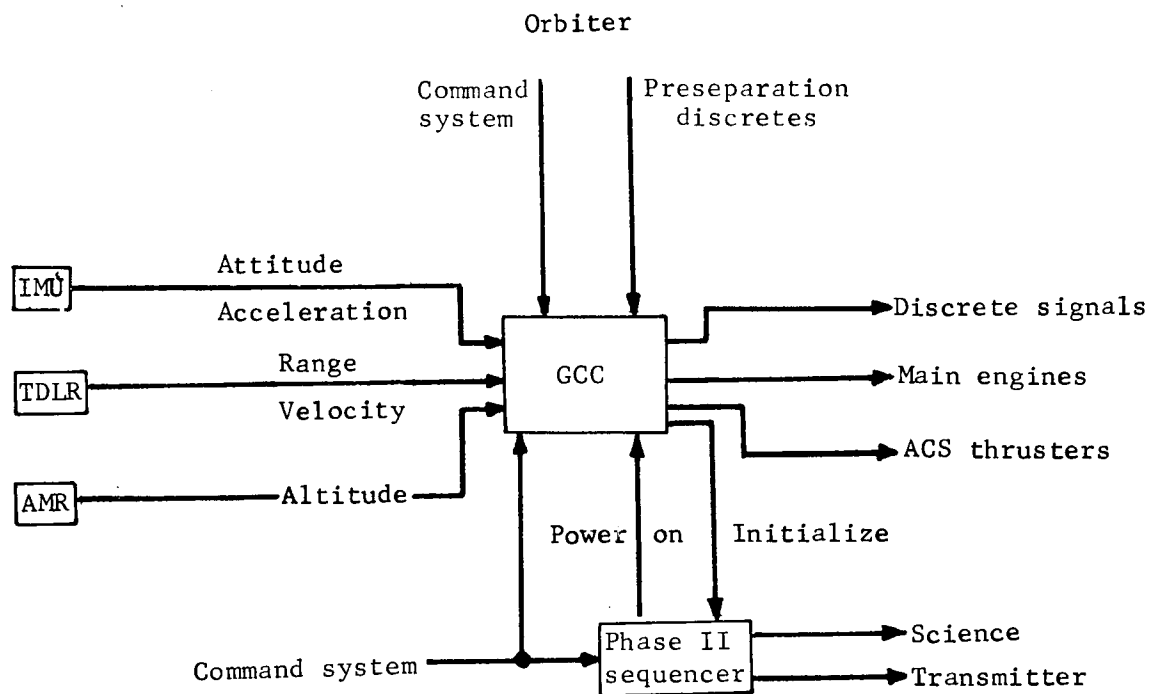 Orbiter
Command
system
Preseparation
discretes
IMU
Attitude
Acceleration
TDLR
Range
Velocity
AMR
Altitude
GCC
Discrete signals
Main engines
ACS thrusters
Power on
Initialize
Command system
Phase II
sequencer
Science
Transmitter